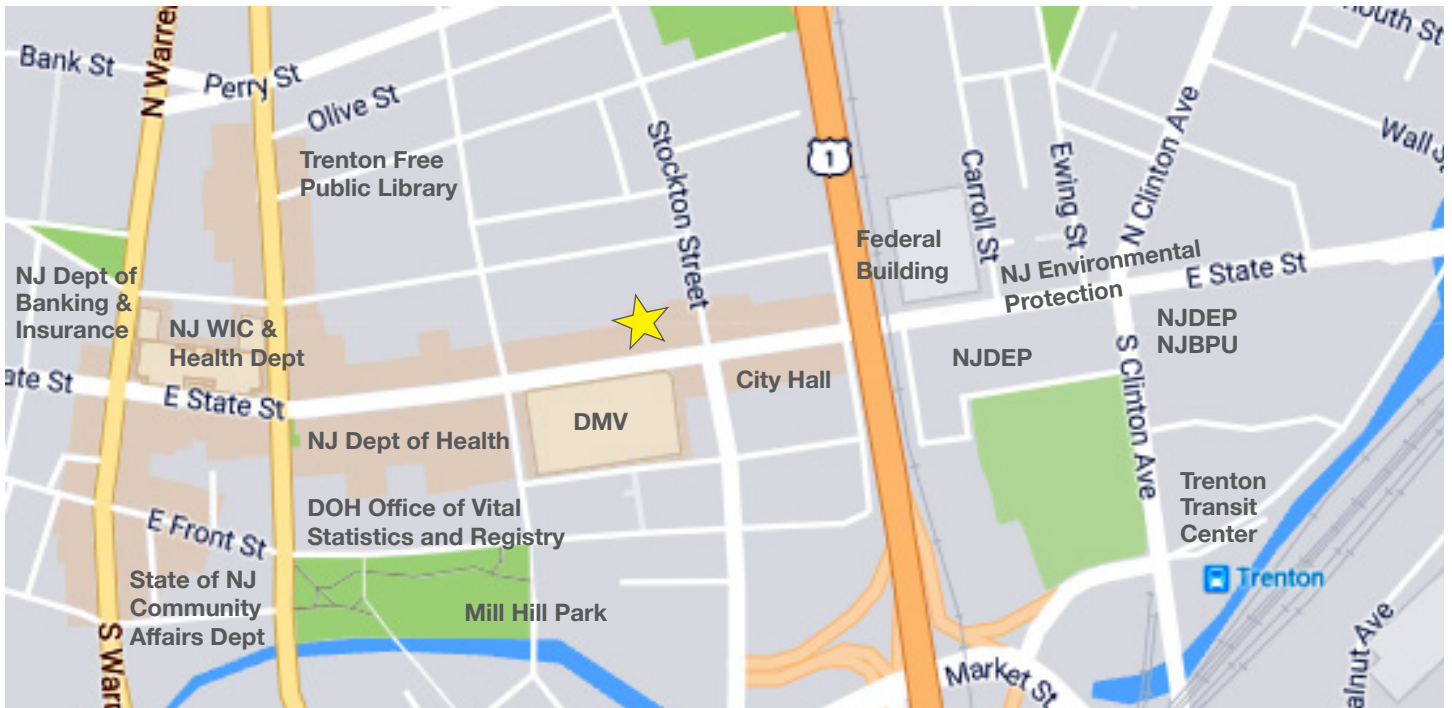 Bank St
N Warren
Perry St
Olive St
Trenton Free
Public Library
Stockton Street
1
Carroll St
Ewing St
N Clinton Ave
Wall
NJ Dept of
Banking &
Insurance
NJ WIC &
Health Dept
Federal
Building
NJ Environmental
Protection
E State St
NJDEP
NJBPU
NJDEP
S Clinton Ave
City Hall
ate St
E State St
DMV
NJ Dept of Health
DOH Office of Vital
Statistics and Registry
E Front St
State of NJ
Community
Affairs Dept
Mill Hill Park
Trenton
Transit
Center
Trenton
Market St
S Warr
alnut Ave